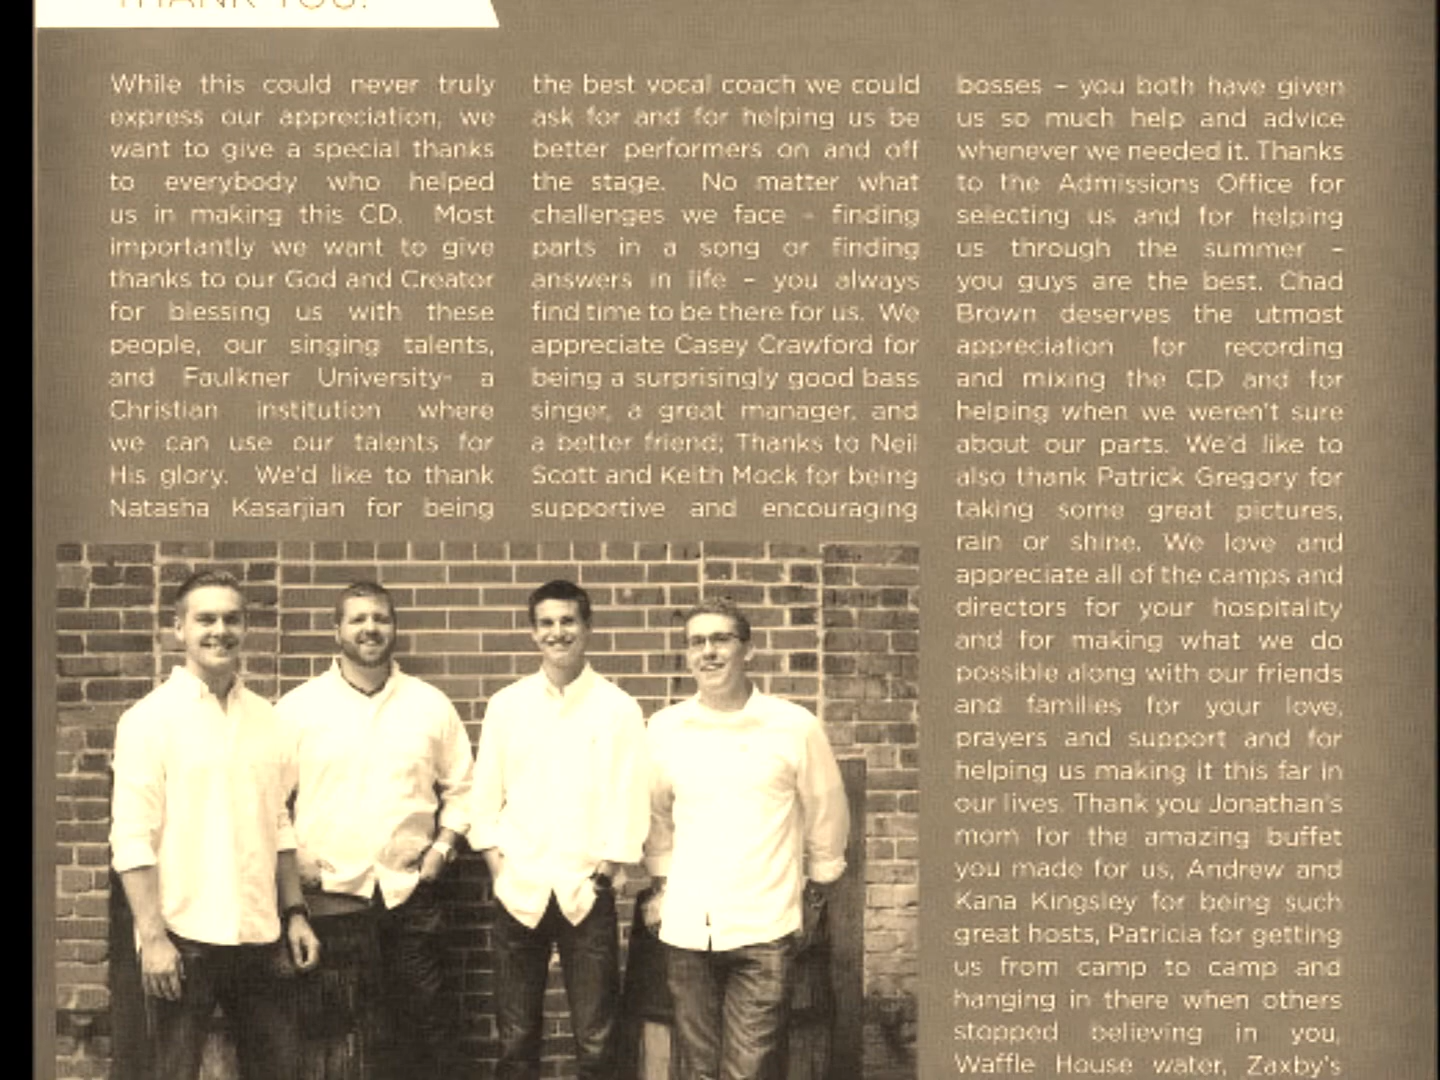 THANK YOU!
While this could never truly
express our appreciation, we
want to give a special thanks
to everybody who helped
us in making this CD. Most
importantly we want to give
thanks to our God and Creator
for blessing us with these
people, our singing talents,
and Faulkner University- a
Christian institution where
we can use our talents for
His glory. We'd like to thank
Natasha Kasarjian for being
the best vocal coach we could
ask for and for helping us be
better performers on and off
the stage. No matter what
challenges we face - finding
parts in a song or finding
answers in life – you always
find time to be there for us. We
appreciate Casey Crawford for
being a surprisingly good bass
singer, a great manager, and
a better friend; Thanks to Neil
Scott and Keith Mock for being
supportive and encouraging
bosses – you both have given
us so much help and advice
whenever we needed it. Thanks
to the Admissions Office for
selecting us and for helping
us through the summer –
you guys are the best. Chad
Brown deserves the utmost
appreciation for recording
and mixing the CD and for
helping when we weren't sure
about our parts. We'd like to
also thank Patrick Gregory for
taking some great pictures,
rain or shine. We love and
appreciate all of the camps and
directors for your hospitality
and for making what we do
possible along with our friends
and families for your love,
prayers and support and for
helping us making it this far in
our lives. Thank you Jonathan's
mom for the amazing buffet
you made for us, Andrew and
Kana Kingsley for being such
great hosts, Patricia for getting
us from camp to camp and
hanging in there when others
stopped believing in you,
Waffle House water, Zaxby's